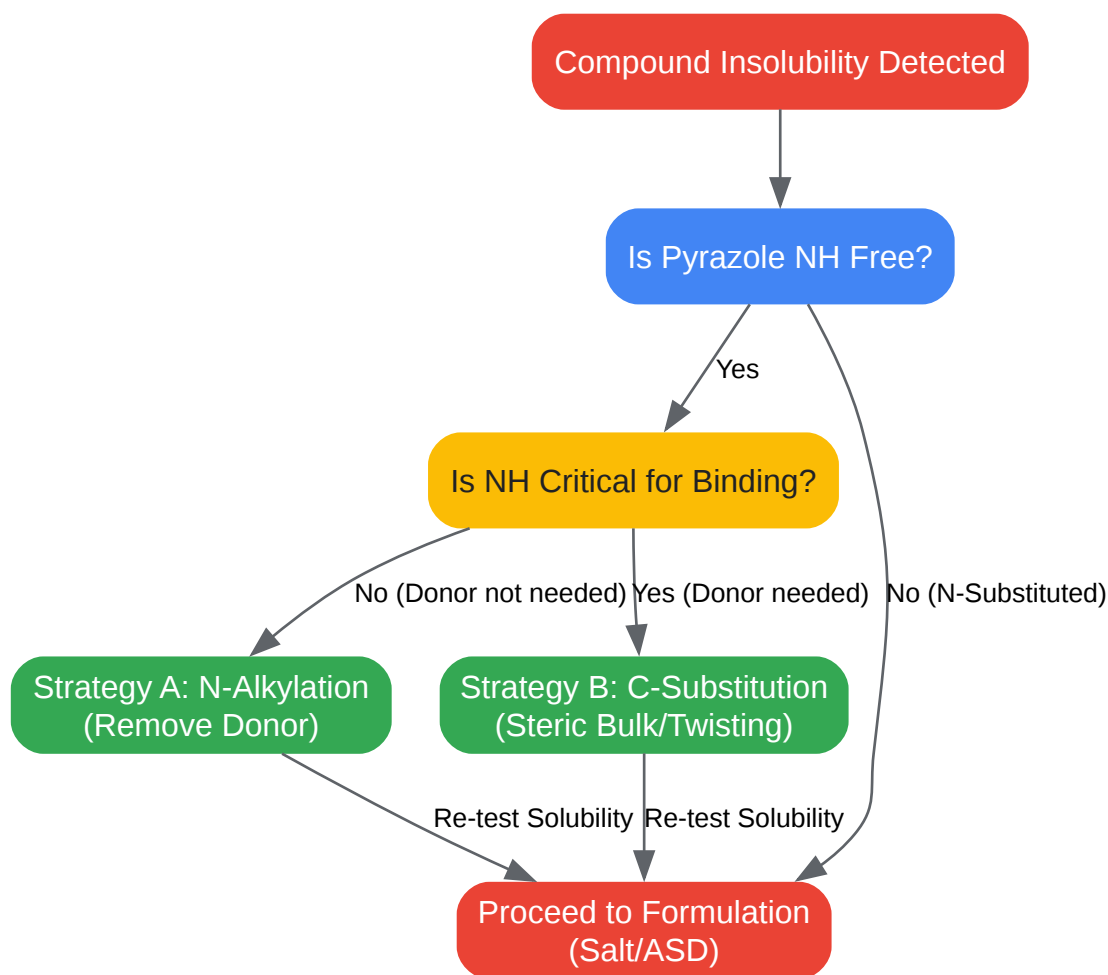 Compound Insolubility Detected
Is Pyrazole NH Free?
Yes
Is NH Critical for Binding?
No (Donor not needed)
Yes (Donor needed)
No (N-Substituted)
Strategy A: N-Alkylation
(Remove Donor)
Strategy B: C-Substitution
(Steric Bulk/Twisting)
Re-test Solubility
Re-test Solubility
Proceed to Formulation
(Salt/ASD)